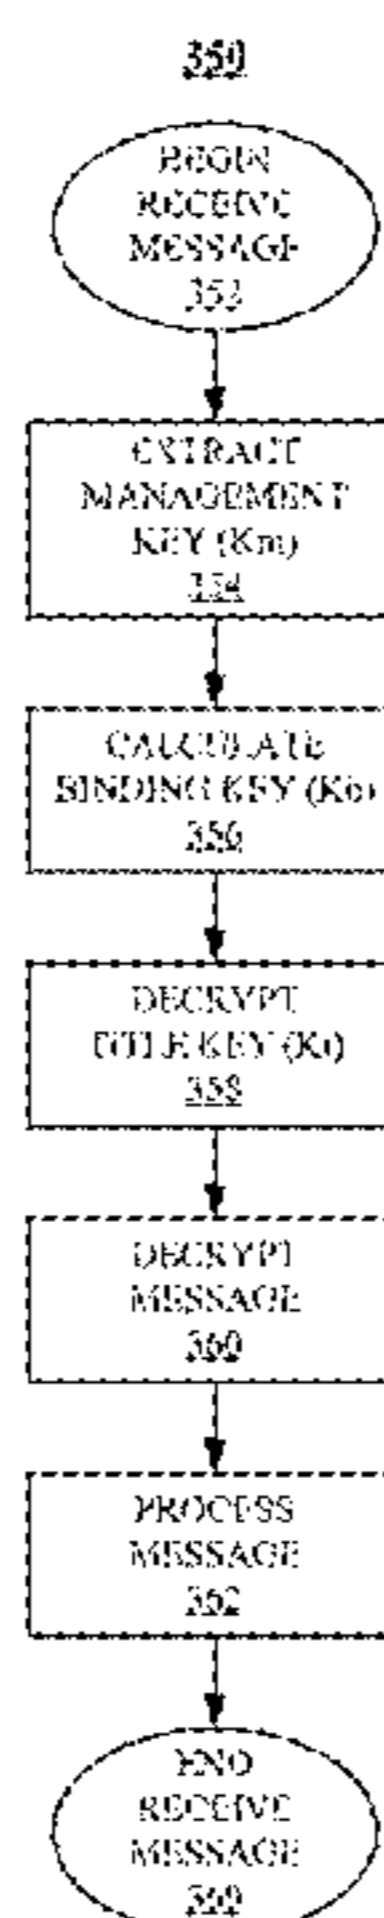 350
BEGIN
RECEIVE
MESSAGE
352
EXTRACT
MANAGEMENT
KEY (Km)
354
CALCULATE
BINDING KEY (Kb)
356
DECRYPT
TITLE KEY (Kt)
358
DECRYPT
MESSAGE
360
PROCESS
MESSAGE
362
END
RECEIVE
MESSAGE
369